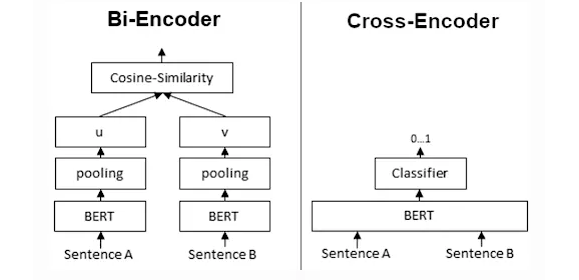 Bi-Encoder
Cosine-Similarity
u
v
pooling
pooling
BERT
BERT
Sentence A
Sentence B
Cross-Encoder
0...1
Classifier
BERT
Sentence A
Sentence B